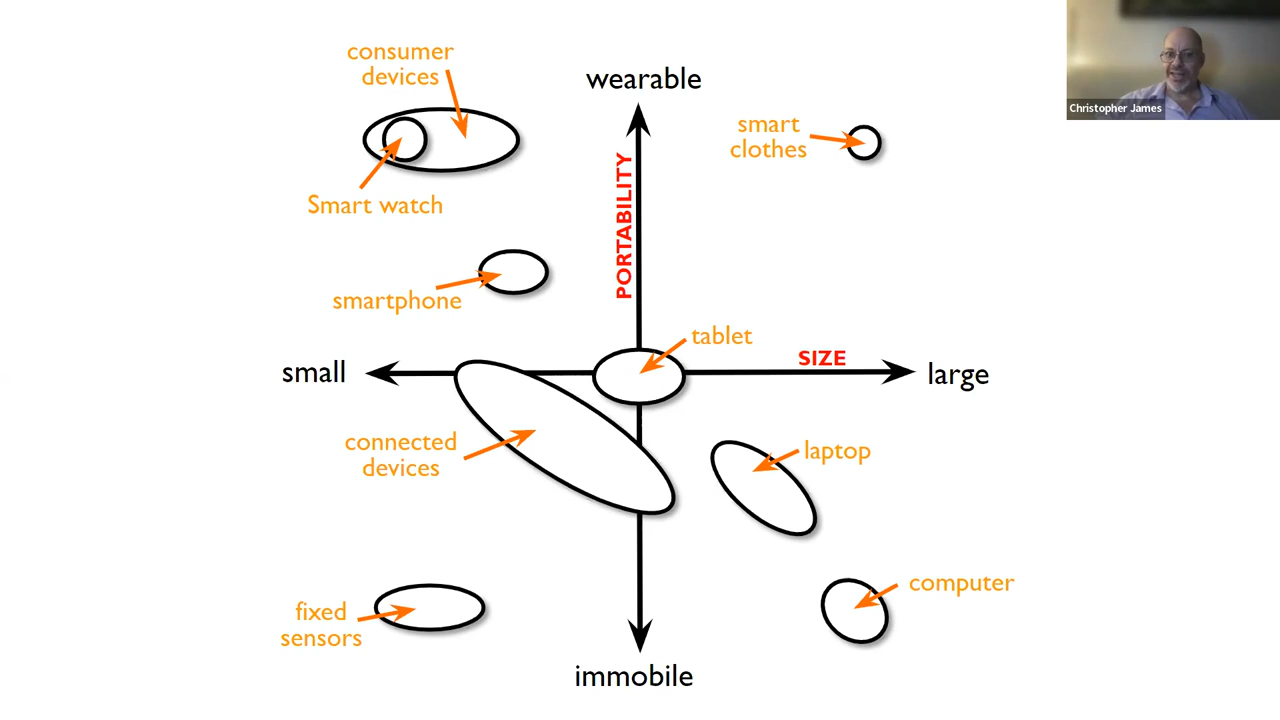 consumer
devices
wearable
Christopher James
smart
clothes
PORTABILITY
Smart watch
smartphone
tablet
small
SIZE
large
connected
devices
laptop
computer
fixed
sensors
immobile